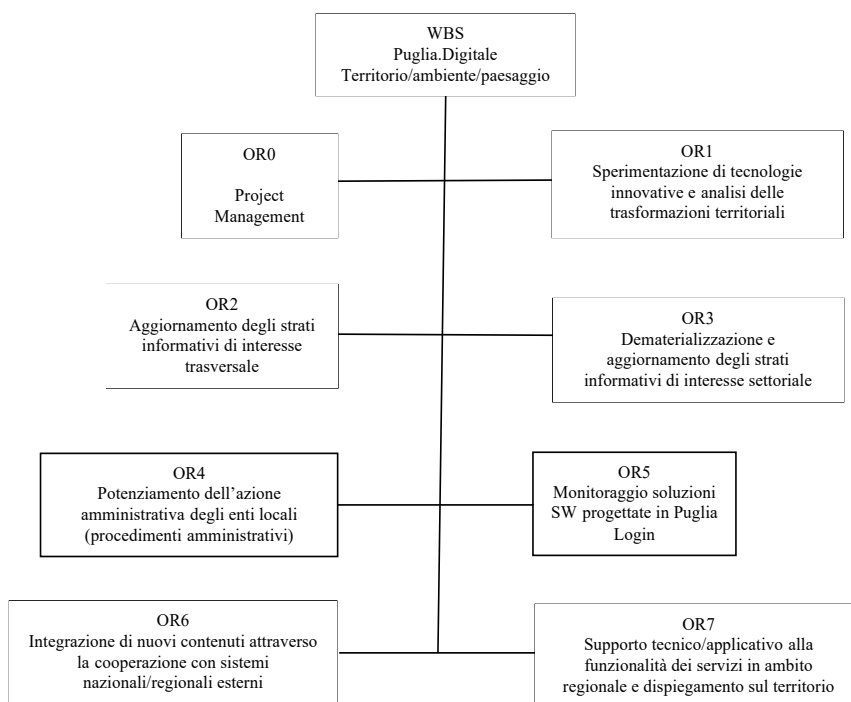 WBS
Puglia.Digitale
Territorio/ambiente/paesaggio
OR0
Project
Management
OR1
Sperimentazione di tecnologie
innovative e analisi delle
trasformazioni territoriali
OR2
Aggiornamento degli strati
informativi di interesse
trasversale
OR3
Dematerializzazione e
aggiornamento degli strati
informativi di interesse settoriale
OR4
Potenziamento dell’azione
amministrativa degli enti locali
(procedimenti amministrativi)
OR5
Monitoraggio soluzioni
SW progettate in Puglia
Login
OR6
Integrazione di nuovi contenuti attraverso
la cooperazione con sistemi
nazionali/regionali esterni
OR7
Supporto tecnico/applicativo alla
funzionalità dei servizi in ambito
regionale e dispiegamento sul territorio